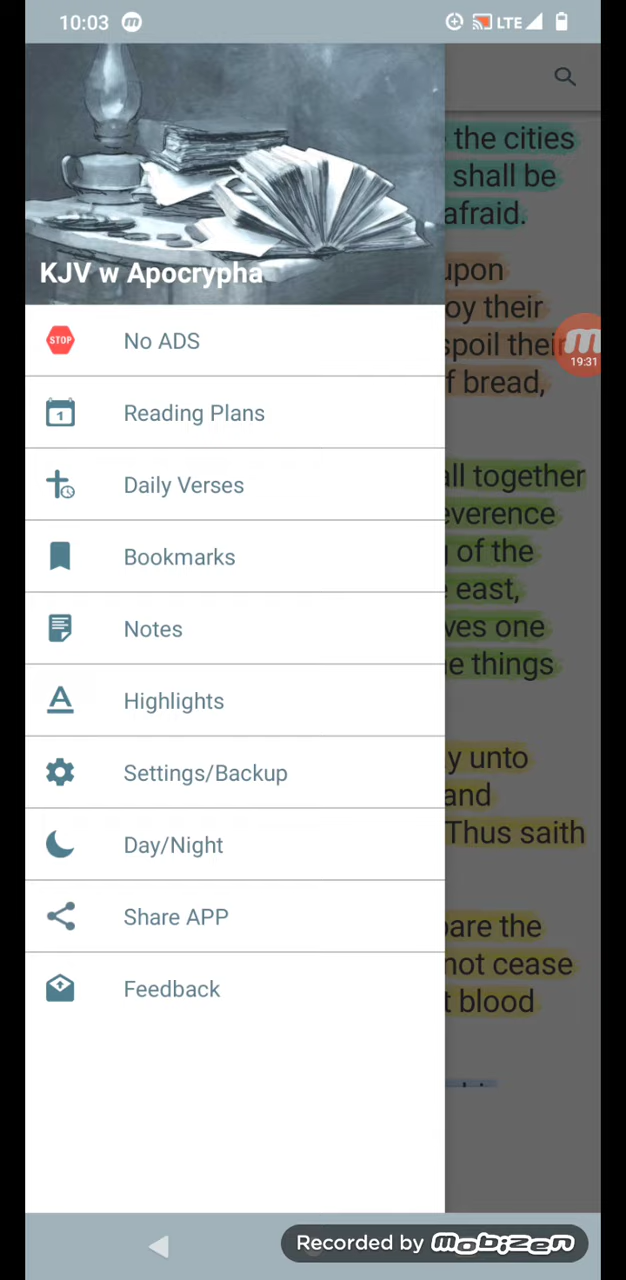 10:03
LTE
the cities
shall be
afraid.
KJV w Apocrypha
upon
oy their
spoil thei
f bread,
19:31
STOP
No ADS
1
Reading Plans
Daily Verses
all together
everence
of the
east,
ves one
e things
Bookmarks
Notes
Highlights
Settings/Backup
y unto
and
Thus saith
Day/Night
Share APP
are the
not cease
t blood
Feedback
Recorded by mobizen